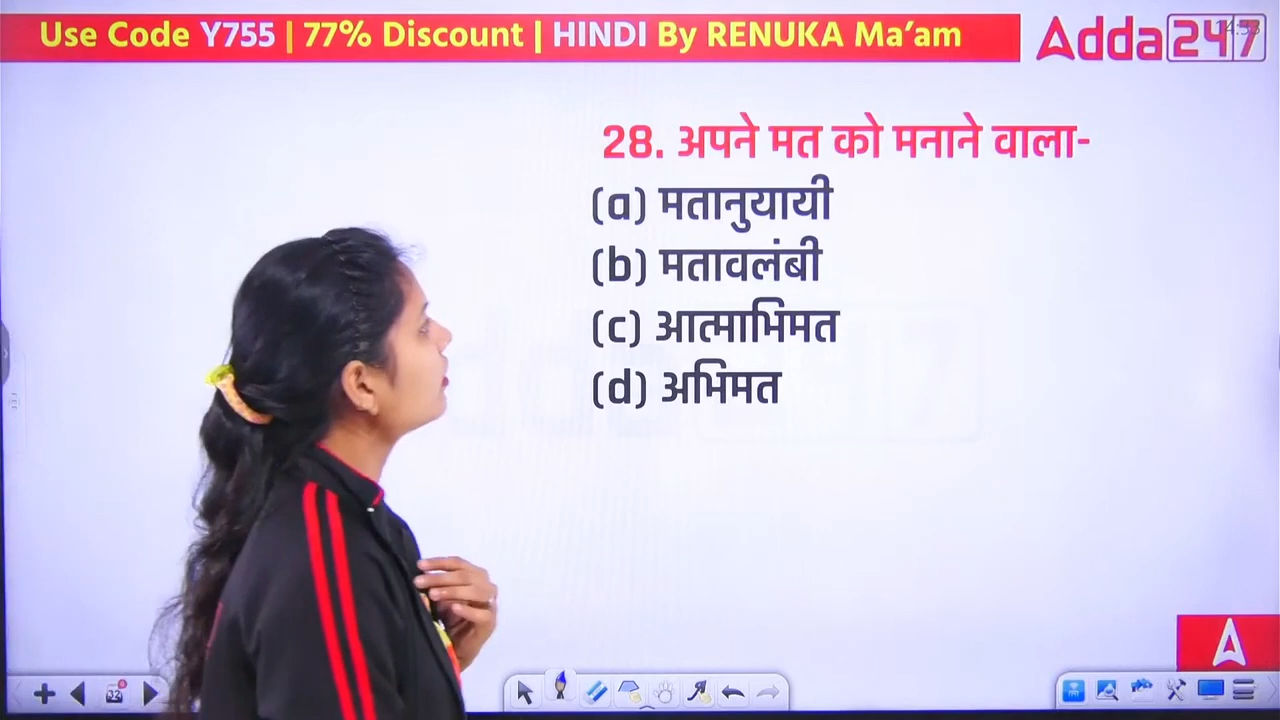 Use Code Y755 | 77% Discount | HINDI By RENUKA Ma’am
Adda247
28. अपने मत को मनाने वाला-
(a) मतानुयायी
(b) मतावलंबी
(c) आत्माभिमत
(d) अभिमत